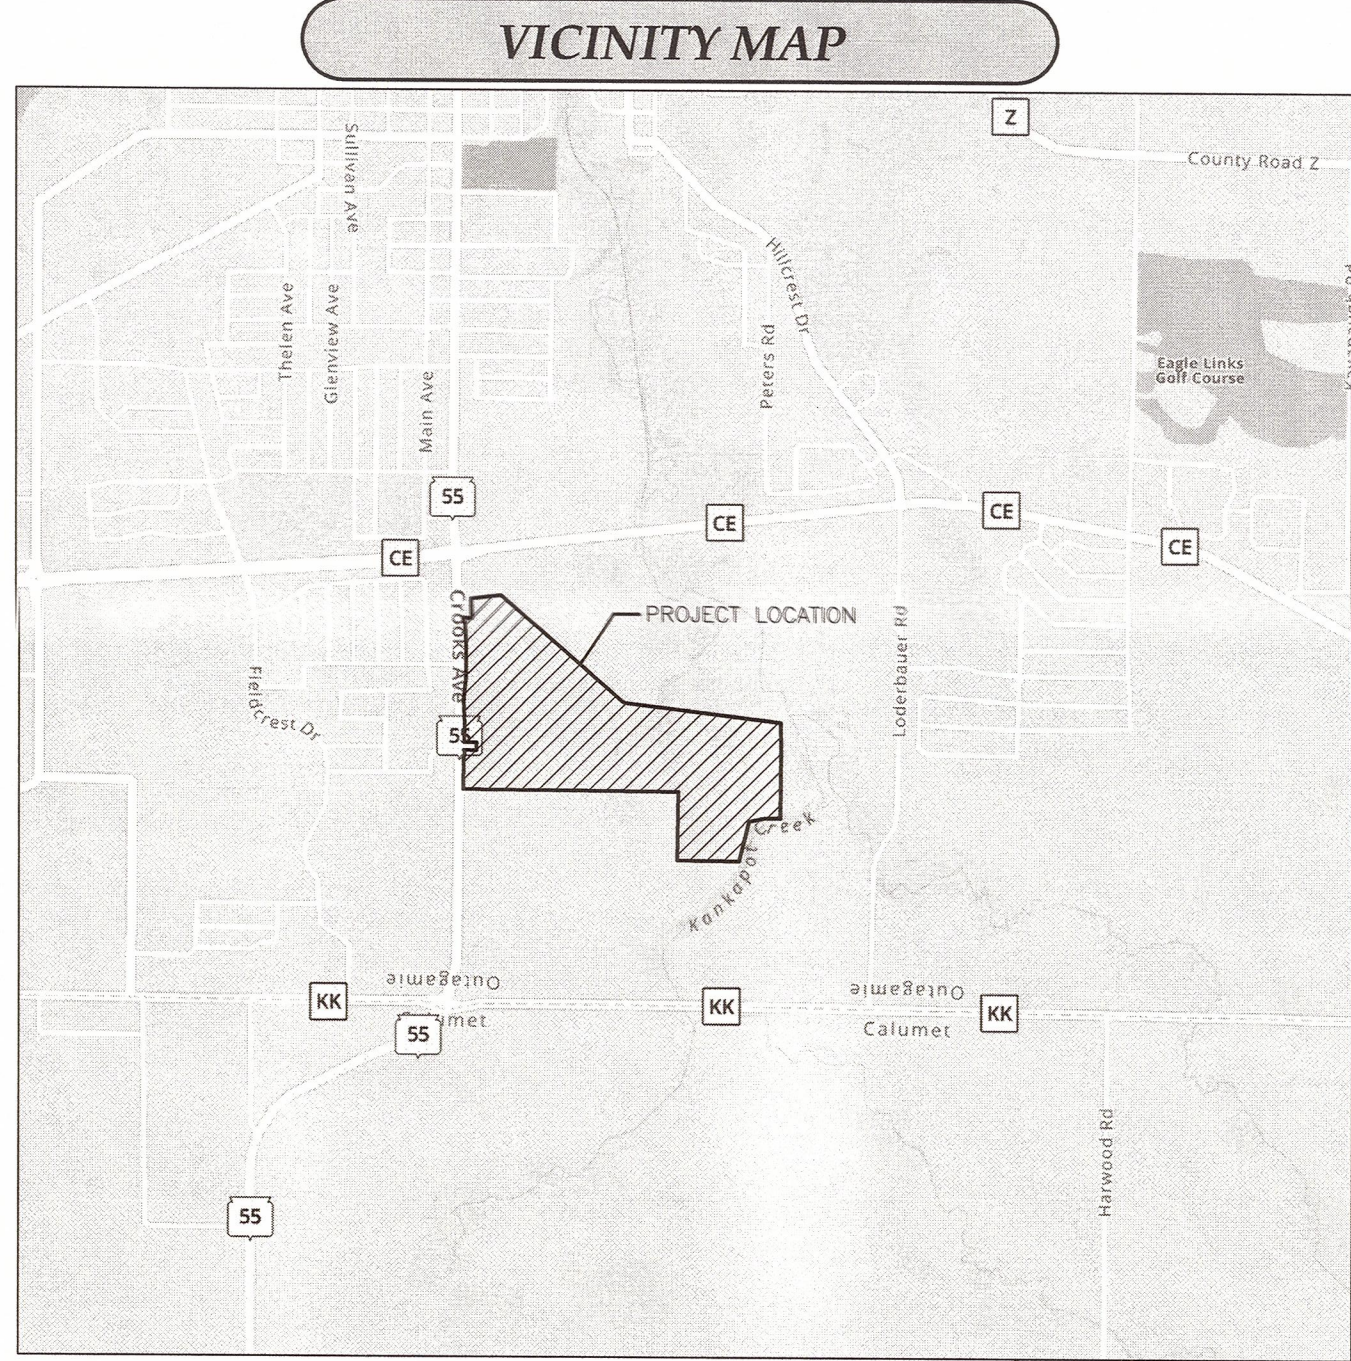 VICINITY MAP
Z
County Road Z
Sullivan Ave
Hillcrest Dr
Thelen Ave
Glenview Ave
Peters Rd
Main Ave
Eagle Links
Golf Course
55
CE
CE
CE
CE
Crooks Ave
PROJECT LOCATION
Loderbauer Rd
Fieldcrest Dr
55
Kankapot Creek
Outagamie
Outagamie
KK
KK
KK
Calumet
55
Harwood Rd
55